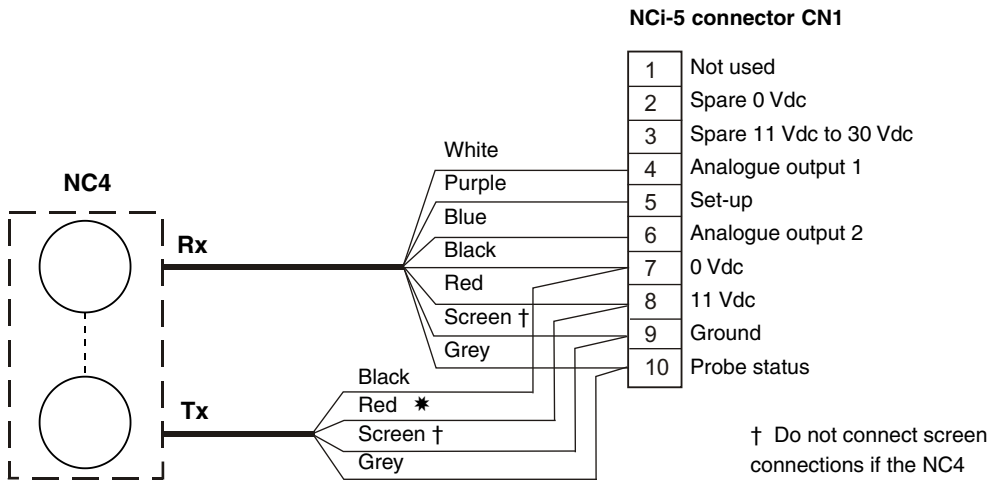 NCi-5 connector CN1
1 Not used
2 Spare 0 Vdc
3 Spare 11 Vdc to 30 Vdc
4 Analogue output 1
5 Set-up
6 Analogue output 2
7 0 Vdc
8 11 Vdc
9 Ground
10 Probe status
NC4
Rx
White
Purple
Blue
Black
Red
Screen †
Grey
Tx
Black
Red ✷
Screen †
Grey
† Do not connect screen
connections if the NC4